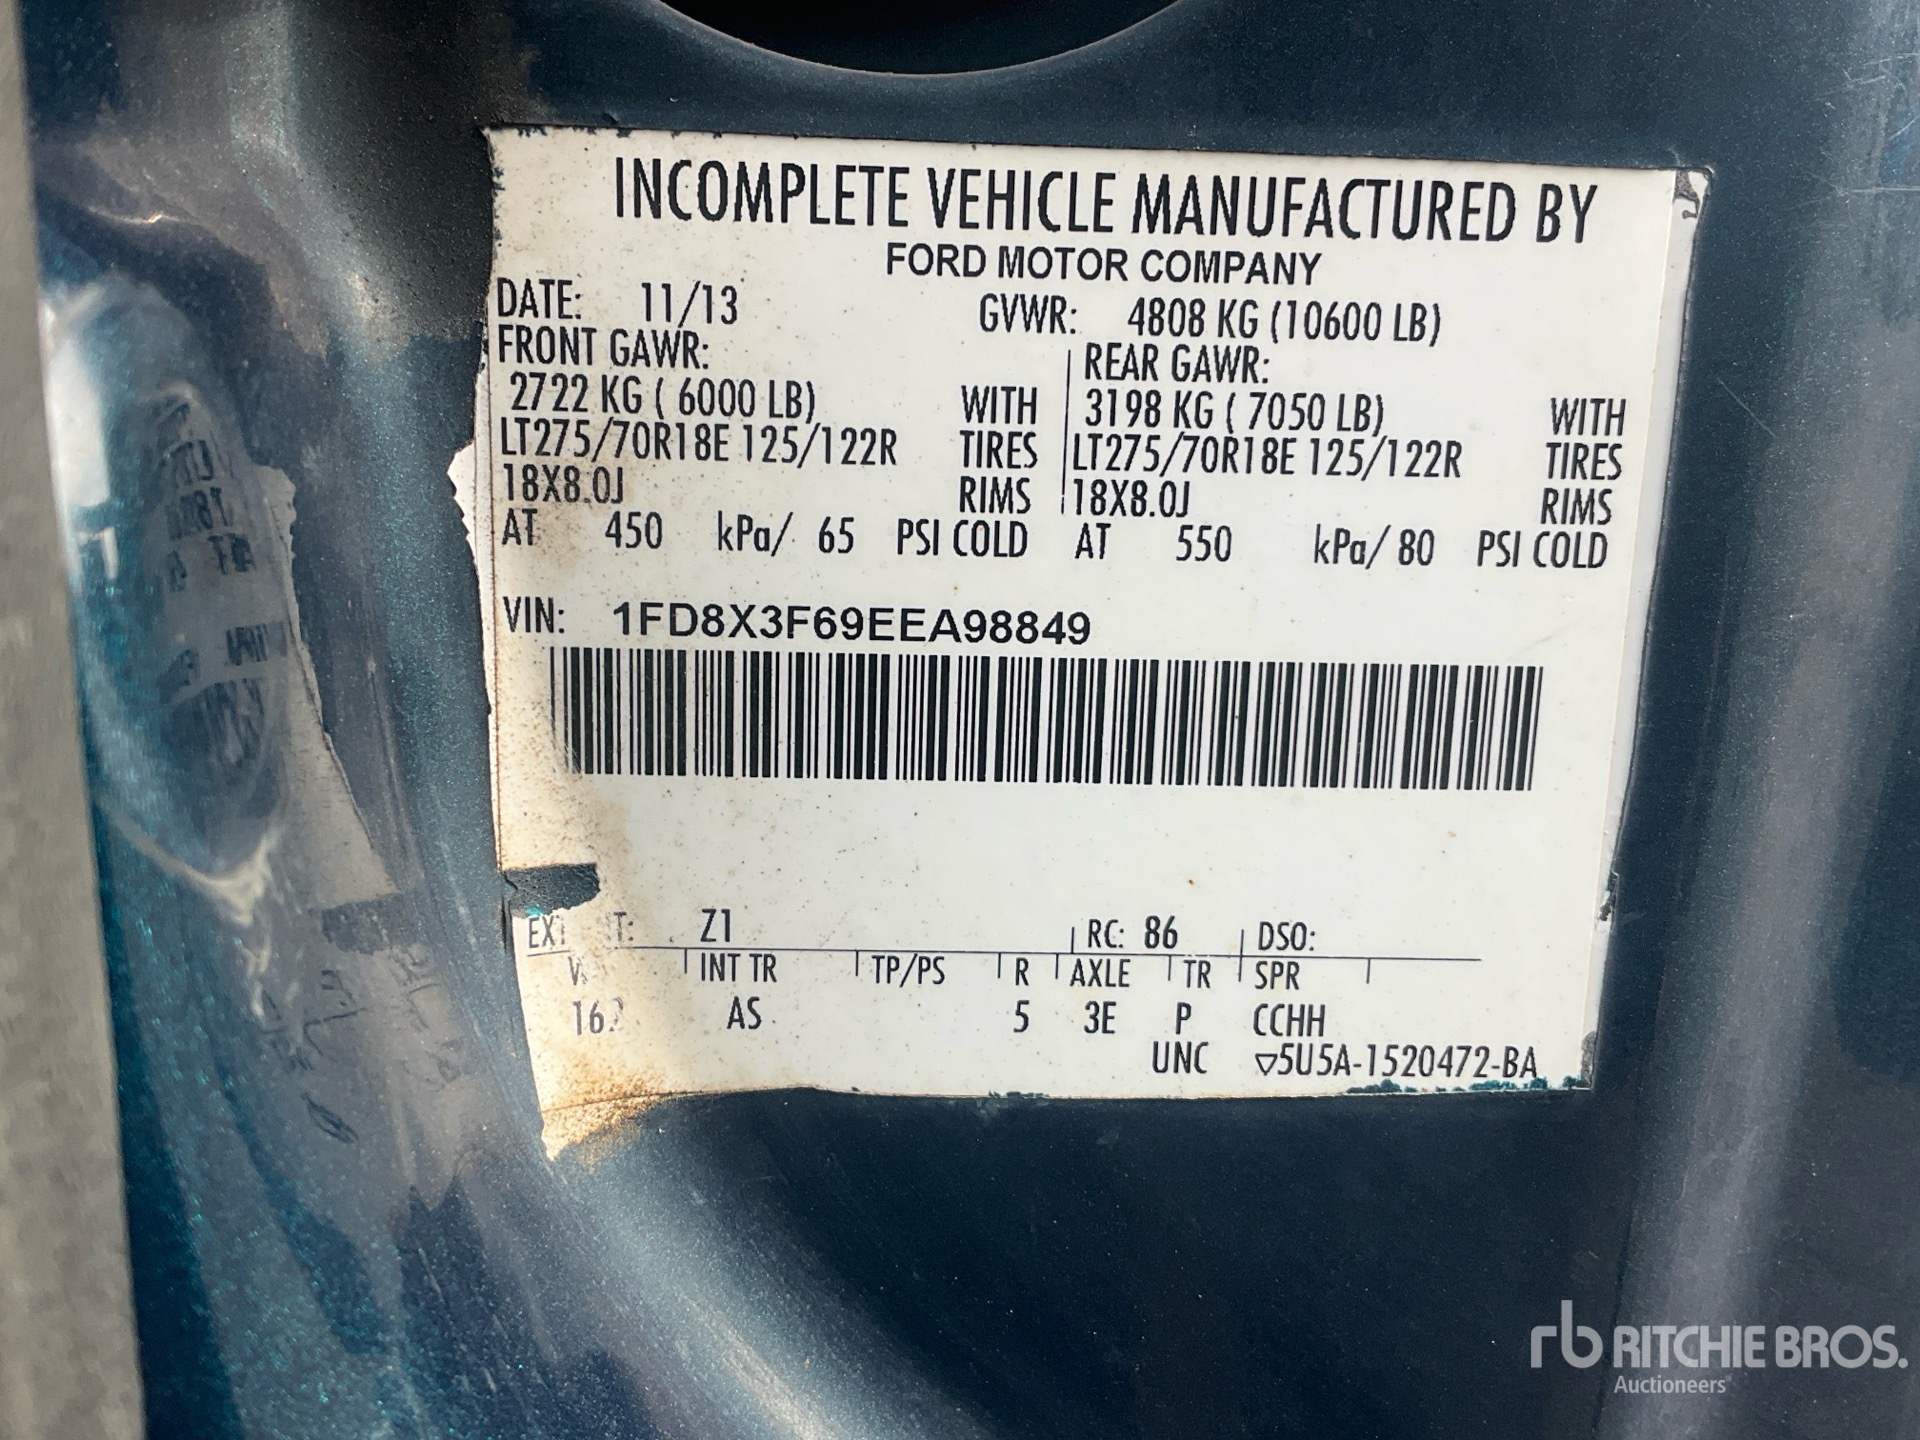 INCOMPLETE VEHICLE MANUFACTURED BY
FORD MOTOR COMPANY
DATE: 11/13 GVWR: 4808 KG (10600 LB)
FRONT GAWR: REAR GAWR:
2722 KG ( 6000 LB) WITH 3198 KG ( 7050 LB) WITH
LT275/70R18E 125/122R TIRES LT275/70R18E 125/122R TIRES
18X8.0J RIMS 18X8.0J RIMS
AT 450 kPa/ 65 PSI COLD AT 550 kPa/ 80 PSI COLD
VIN: 1FD8X3F69EEA98849
Z1 RC: 86 DSO:
INT TR TP/PS R AXLE TR SPR
AS 5 3E P CCHH
UNC ▽5U5A-1520472-BA
rb RITCHIE BROS.
Auctioneers